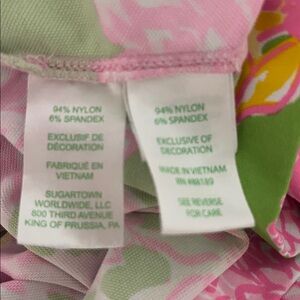 94% NYLON
6% SPANDEX
EXCLUSIF DE
DÉCORATION
FABRIQUÉ EN
VIETNAM
SUGARTOWN
WORLDWIDE, LLC
800 THIRD AVENUE
KING OF PRUSSIA, PA
94% NYLON
6% SPANDEX
EXCLUSIVE OF
DECORATION
MADE IN VIETNAM
RN #88189
SEE REVERSE
FOR CARE